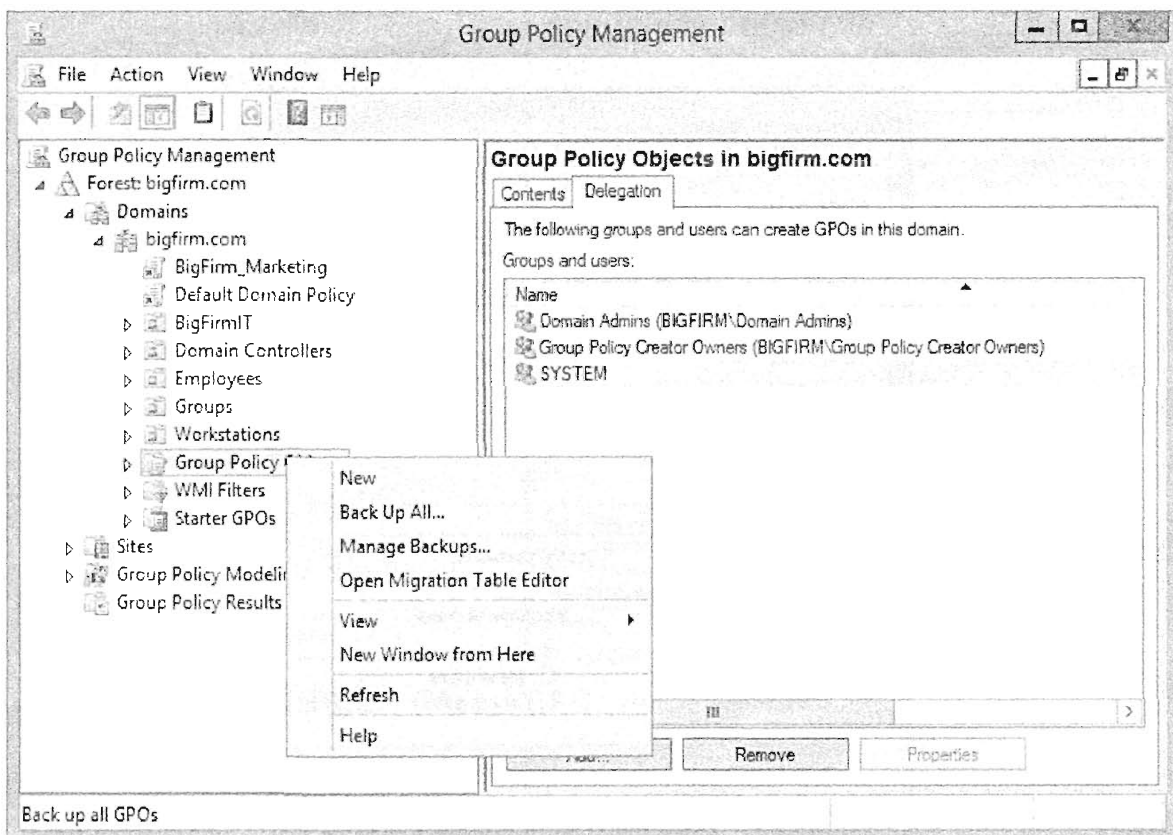 Group Policy Management
File Action View Window Help
Group Policy Management
Forest: bigfirm.com
Domains
bigfirm.com
BigFirm_Marketing
Default Domain Policy
BigFirmIT
Domain Controllers
Employees
Groups
Workstations
Group Policy
WMI Filters
Starter GPOs
Sites
Group Policy Modelin
Group Policy Results
New
Back Up All...
Manage Backups...
Open Migration Table Editor
View
New Window from Here
Refresh
Help
Group Policy Objects in bigfirm.com
Contents Delegation
The following groups and users can create GPOs in this domain.
Groups and users:
Name
Domain Admins (BIGFIRM\Domain Admins)
Group Policy Creator Owners (BIGFIRM\Group Policy Creator Owners)
SYSTEM
Remove Properties
Back up all GPOs